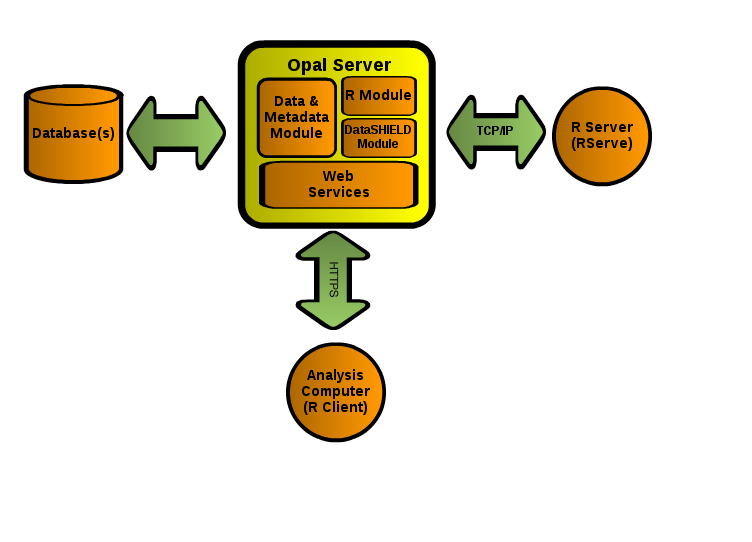 Opal Server
Database(s)
Data &
Metadata
Module
R Module
DataSHIELD
Module
Web
Services
TCP/IP
R Server
(RServe)
HTTPS
Analysis
Computer
(R Client)